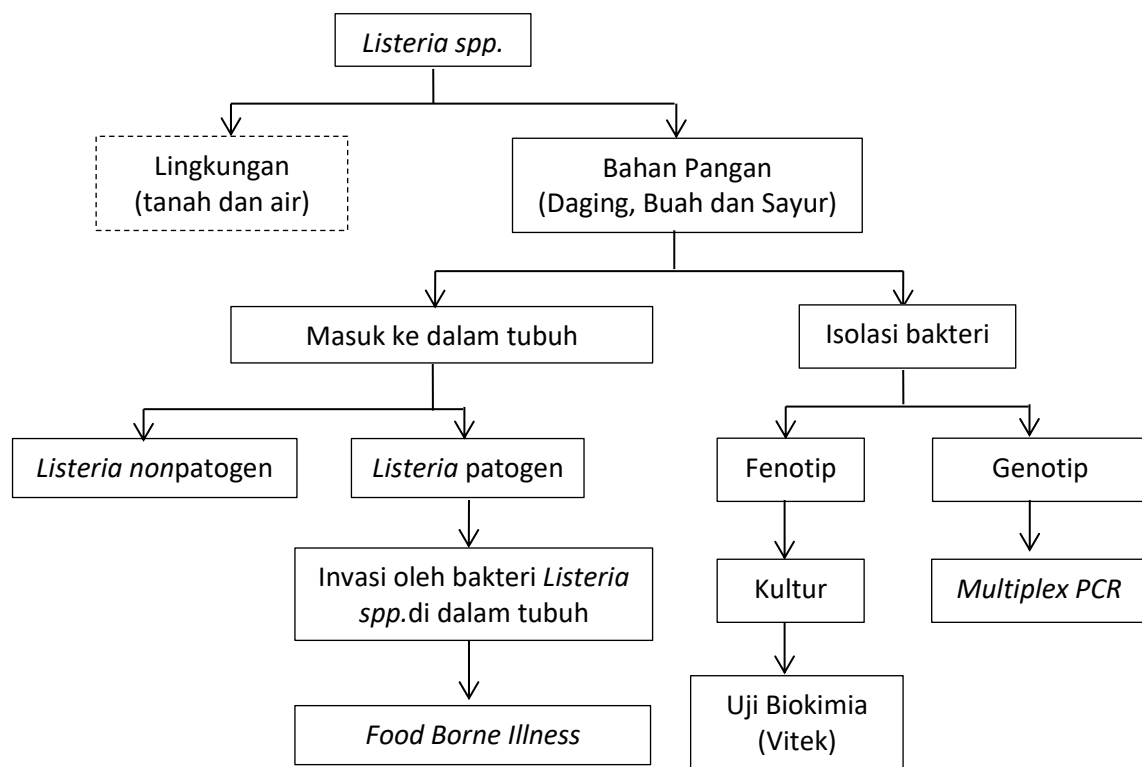 Listeria spp.
Lingkungan
(tanah dan air)
Bahan Pangan
(Daging, Buah dan Sayur)
Masuk ke dalam tubuh
Isolasi bakteri
Listeria nonpatogen
Listeria patogen
Fenotip
Genotip
Invasi oleh bakteri Listeria
spp.di dalam tubuh
Kultur
Multiplex PCR
Food Borne Illness
Uji Biokimia
(Vitek)